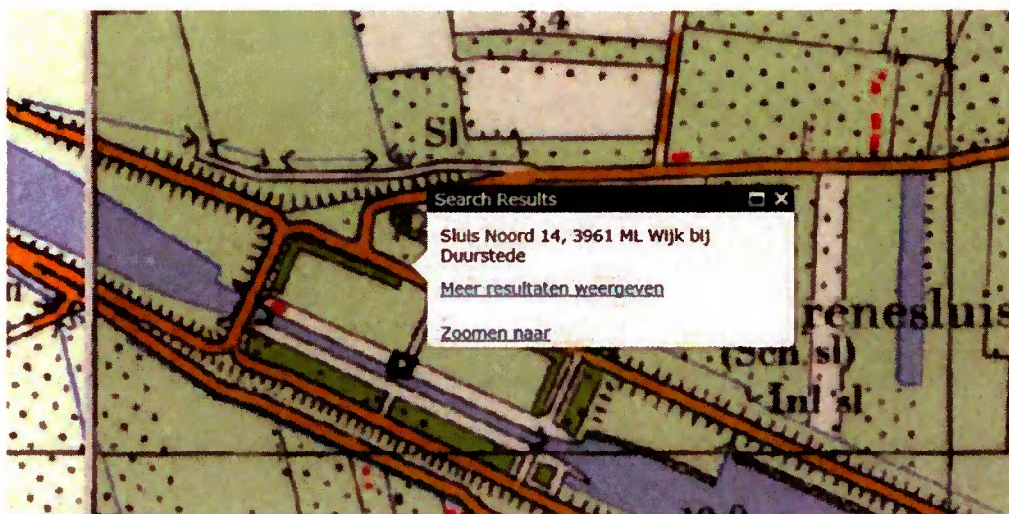 3.4
Sl
Search Results
Sluis Noord 14, 3961 ML Wijk bij
Duurstede
Meer resultaten weergeven
Zoomen naar
renesluis
(Sch sl)
Inl sl